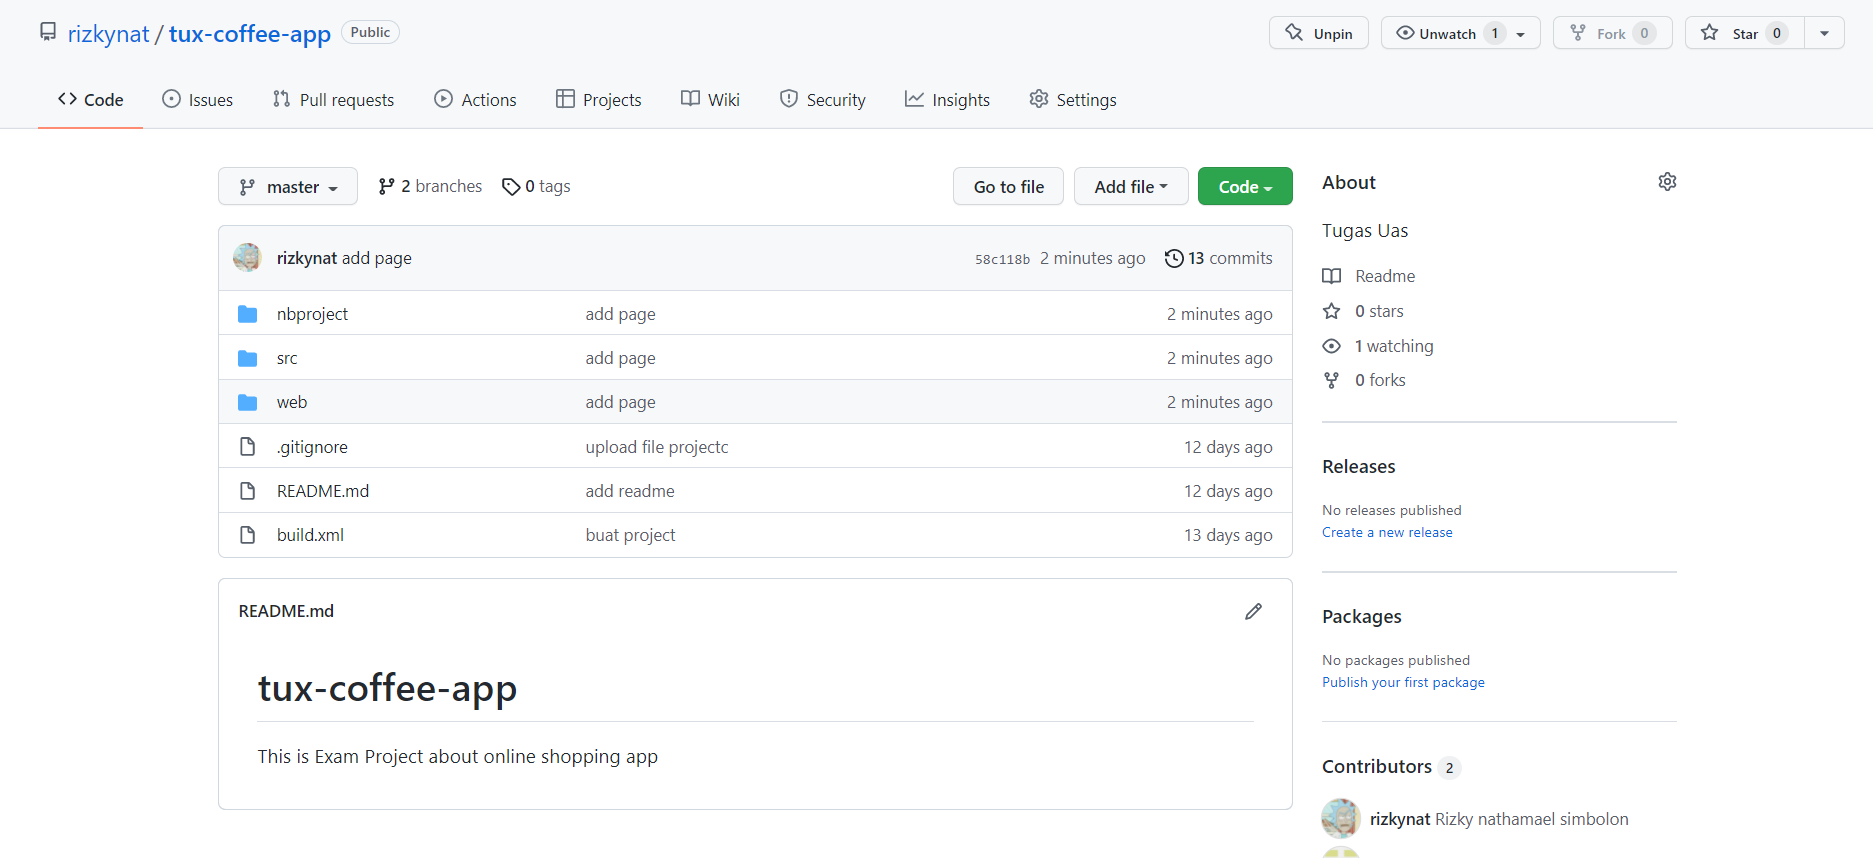 rizkynat / tux-coffee-app Public
Unpin Unwatch 1 Fork 0 Star 0
Code Issues Pull requests Actions Projects Wiki Security Insights Settings
master 2 branches 0 tags Go to file Add file Code
rizkynat add page 58c118b 2 minutes ago 13 commits
nbproject add page 2 minutes ago
src add page 2 minutes ago
web add page 2 minutes ago
.gitignore upload file projectc 12 days ago
README.md add readme 12 days ago
build.xml buat project 13 days ago
README.md
tux-coffee-app
This is Exam Project about online shopping app
About
Tugas Uas
Readme
0 stars
1 watching
0 forks
Releases
No releases published
Create a new release
Packages
No packages published
Publish your first package
Contributors 2
rizkynat Rizky nathamael simbolon